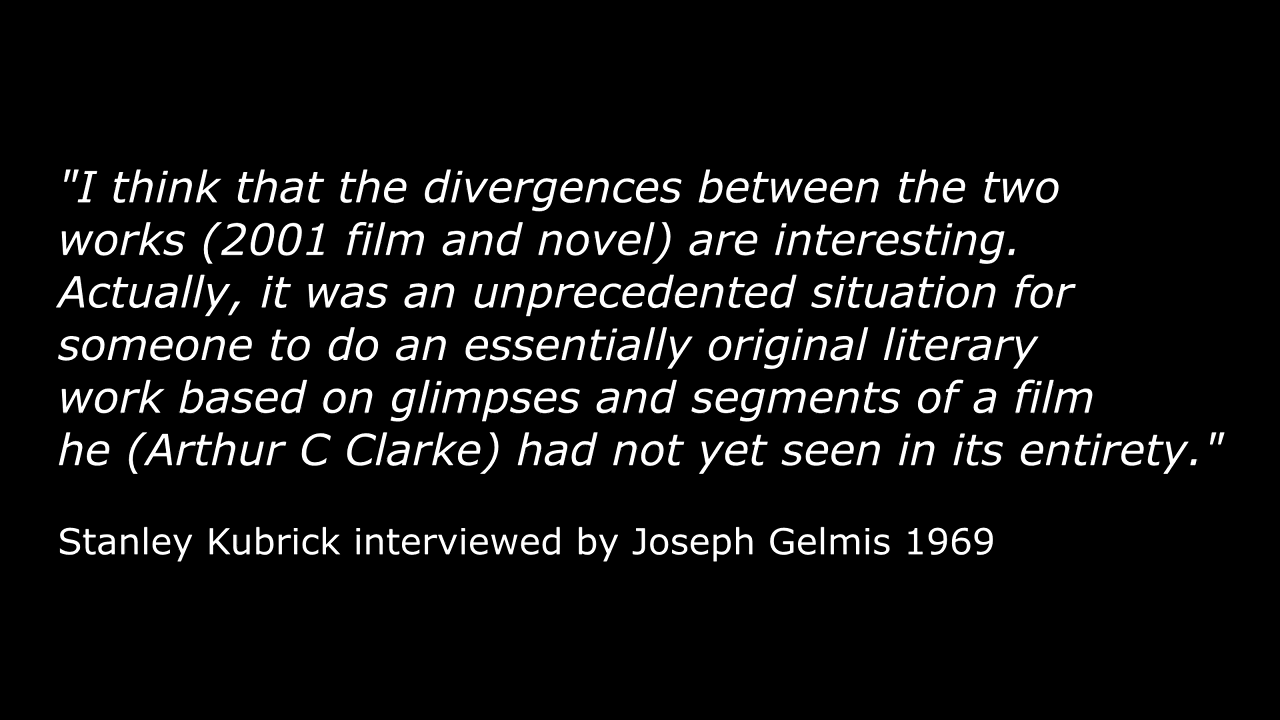 "I think that the divergences between the two
works (2001 film and novel) are interesting.
Actually, it was an unprecedented situation for
someone to do an essentially original literary
work based on glimpses and segments of a film
he (Arthur C Clarke) had not yet seen in its entirety."
Stanley Kubrick interviewed by Joseph Gelmis 1969